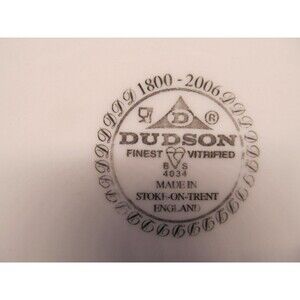 1800 - 2006
D ®
DUDSON
FINEST VITRIFIED
B S
4034
MADE IN
STOKE-ON-TRENT
ENGLAND